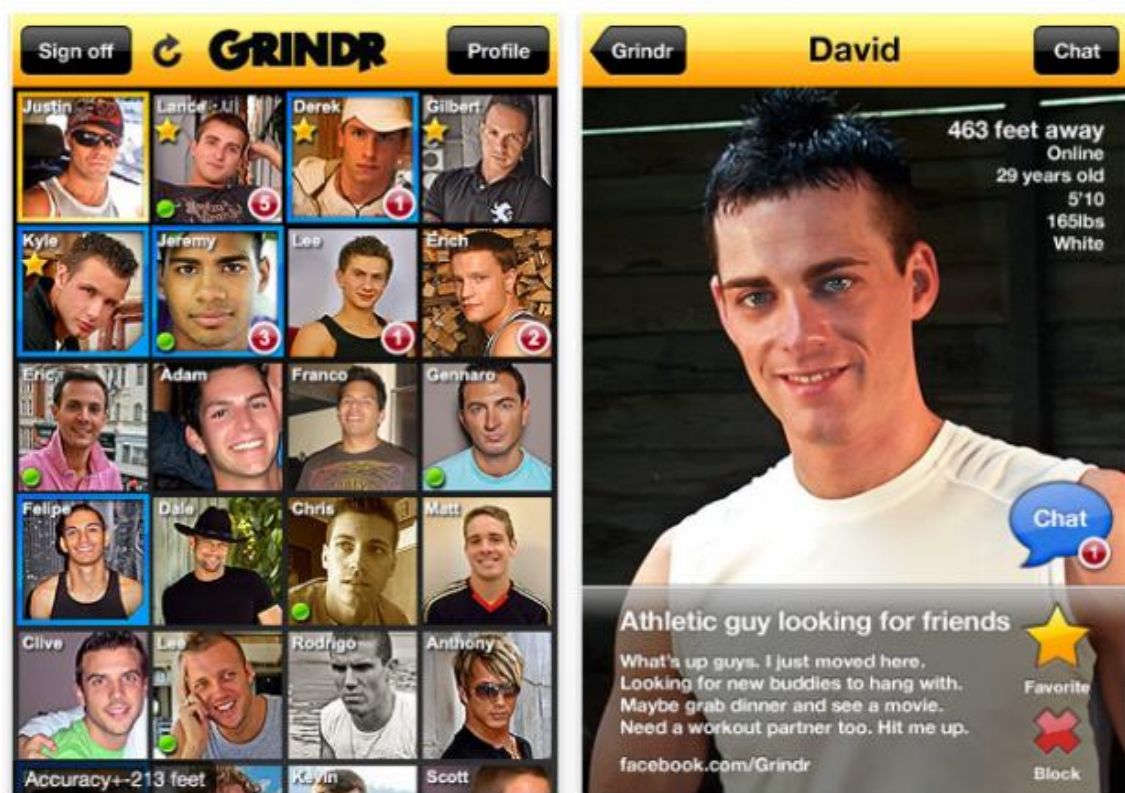 Sign off
GRINDR
Profile
Justin
Lance
Derek
Gilbert
5
1
Kyle
Jeremy
Lee
Erich
3
1
2
Eric
Adam
Franco
Gennaro
Felipe
Dale
Chris
Matt
Clive
Lee
Rodrigo
Anthony
Accuracy+-213 feet
Kevin
Scott
Grindr
David
Chat
463 feet away
Online
29 years old
5'10
165lbs
White
Chat
1
Athletic guy looking for friends
What's up guys. I just moved here.
Looking for new buddies to hang with.
Maybe grab dinner and see a movie.
Need a workout partner too. Hit me up.
facebook.com/Grindr
Favorite
Block